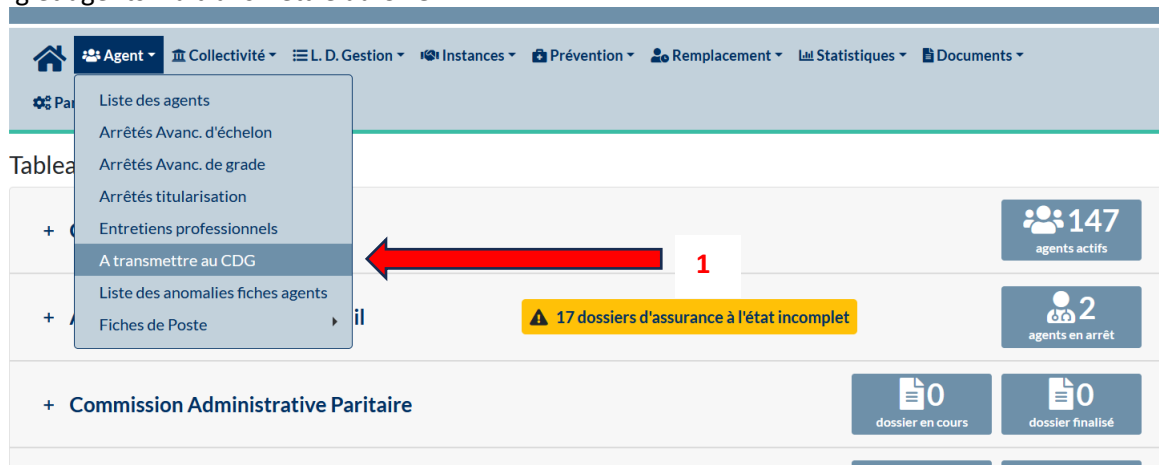 Agent Collectivité L. D. Gestion Instances Prévention Remplacement Statistiques Documents
Liste des agents
Arrêtés Avanc. d'échelon
Arrêtés Avanc. de grade
Arrêtés titularisation
Entretiens professionnels
A transmettre au CDG
Liste des anomalies fiches agents
Fiches de Poste
147
agents actifs
1
17 dossiers d'assurance à l'état incomplet
2
agents en arrêt
+ Commission Administrative Paritaire
0
dossier en cours
0
dossier finalisé